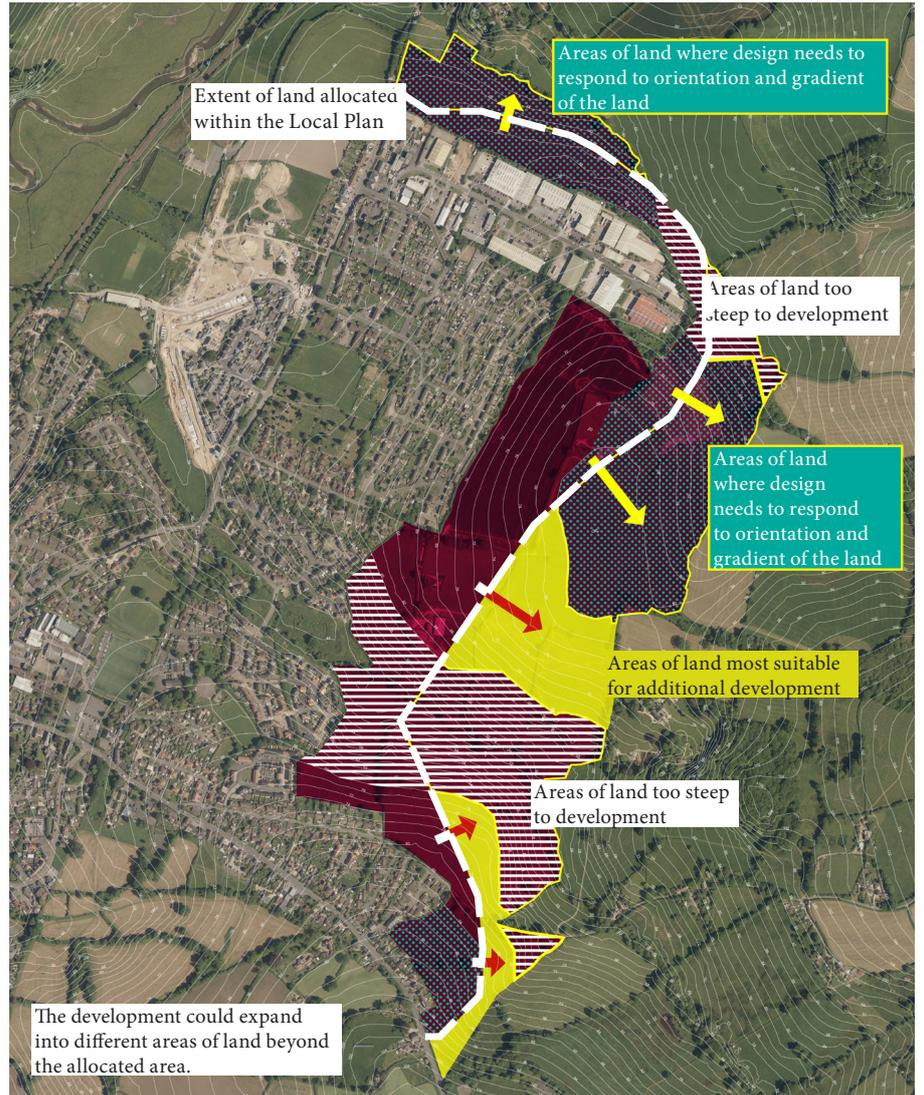 Areas of land where design needs to
respond to orientation and gradient
of the land
Extent of land allocated
within the Local Plan
Areas of land too
steep to development
Areas of land
where design
needs to respond
to orientation and
gradient of the land
Areas of land most suitable
for additional development
Areas of land too steep
to development
The development could expand
into different areas of land beyond
the allocated area.